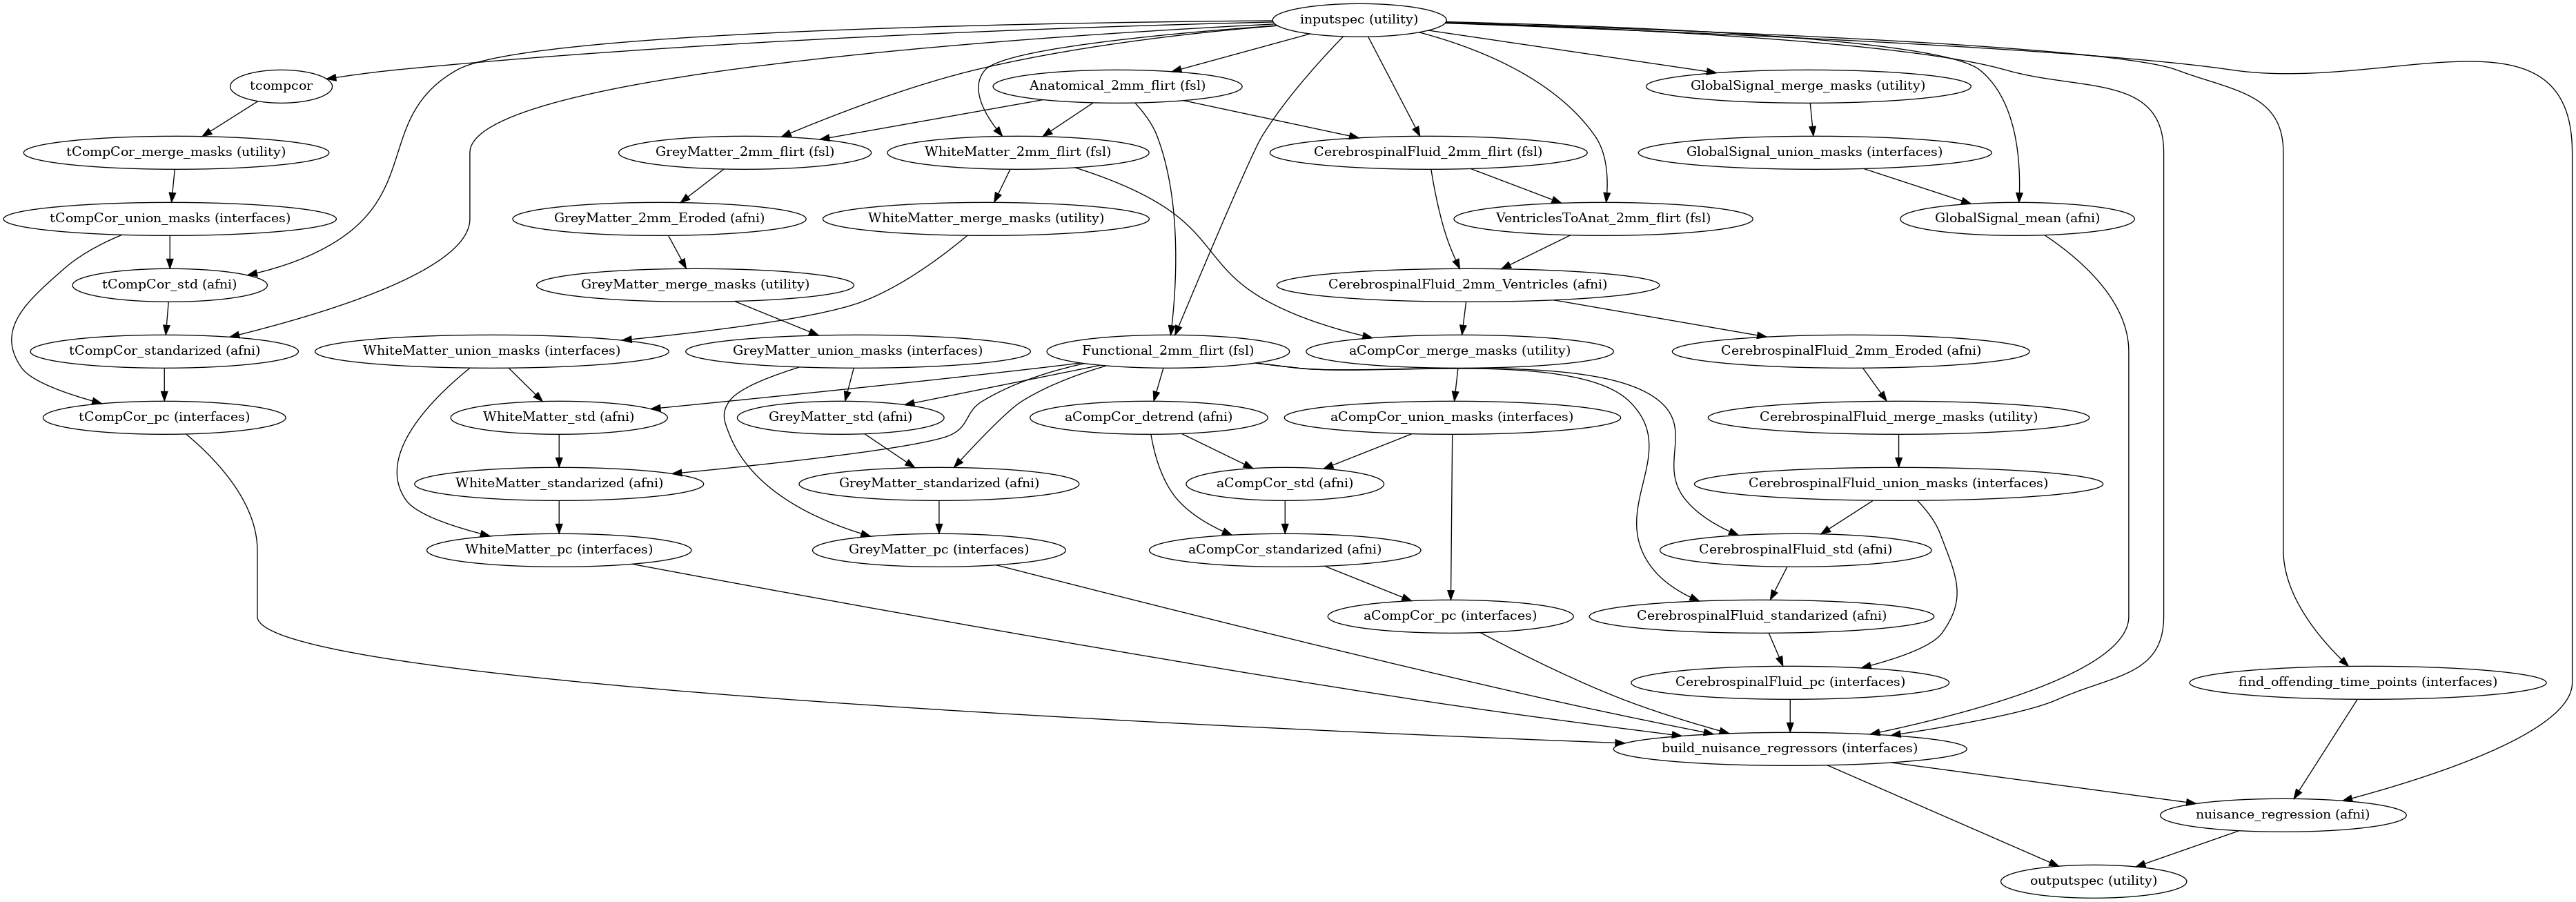 inputspec (utility)
tcompcor
Anatomical_2mm_flirt (fsl)
GlobalSignal_merge_masks (utility)
tCompCor_merge_masks (utility)
GreyMatter_2mm_flirt (fsl)
WhiteMatter_2mm_flirt (fsl)
CerebrospinalFluid_2mm_flirt (fsl)
GlobalSignal_union_masks (interfaces)
tCompCor_union_masks (interfaces)
GreyMatter_2mm_Eroded (afni)
WhiteMatter_merge_masks (utility)
VentriclesToAnat_2mm_flirt (fsl)
GlobalSignal_mean (afni)
tCompCor_std (afni)
GreyMatter_merge_masks (utility)
CerebrospinalFluid_2mm_Ventricles (afni)
tCompCor_standarized (afni)
WhiteMatter_union_masks (interfaces)
GreyMatter_union_masks (interfaces)
Functional_2mm_flirt (fsl)
aCompCor_merge_masks (utility)
CerebrospinalFluid_2mm_Eroded (afni)
tCompCor_pc (interfaces)
WhiteMatter_std (afni)
GreyMatter_std (afni)
aCompCor_detrend (afni)
aCompCor_union_masks (interfaces)
CerebrospinalFluid_merge_masks (utility)
WhiteMatter_standarized (afni)
GreyMatter_standarized (afni)
aCompCor_std (afni)
CerebrospinalFluid_union_masks (interfaces)
WhiteMatter_pc (interfaces)
GreyMatter_pc (interfaces)
aCompCor_standarized (afni)
CerebrospinalFluid_std (afni)
aCompCor_pc (interfaces)
CerebrospinalFluid_standarized (afni)
CerebrospinalFluid_pc (interfaces)
find_offending_time_points (interfaces)
build_nuisance_regressors (interfaces)
nuisance_regression (afni)
outputspec (utility)